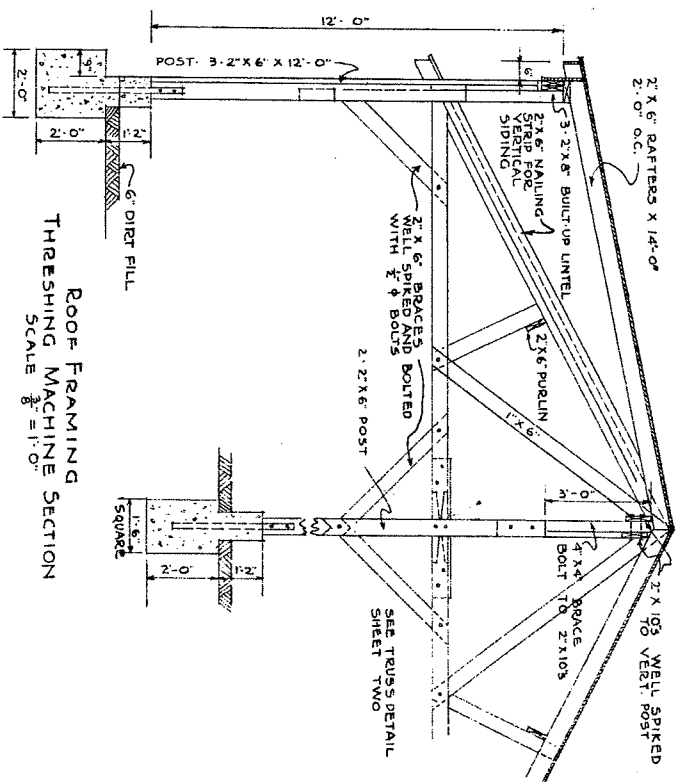 12'- 0"
POST- 3- 2" X 6" X 12'- 0"
6"
2" X 6" RAFTERS X 14'- 0"
2'- 0" O.C.
3- 2"X8" BUILT-UP LINTEL
2"X6" NAILING
STRIP FOR
VERTICAL
SIDING
9"
2'- 0"
2'- 0"
1'-2"
6" DIRT FILL
2" X 6" BRACES
WELL SPIKED AND BOLTED
WITH ½" φ BOLTS
2"X6" PURLIN
1" X 6"
2- 2"X6" POST
3'- 0"
4"X4" BRACE
BOLT TO 2"X10'S
2" X 10'S WELL SPIKED
TO VERT. POST
1'-6"
SQUARE
2'- 0"
1'-2"
SEE TRUSS DETAIL
SHEET TWO
ROOF FRAMING
THRESHING MACHINE SECTION
SCALE ⅜" = 1'- 0"